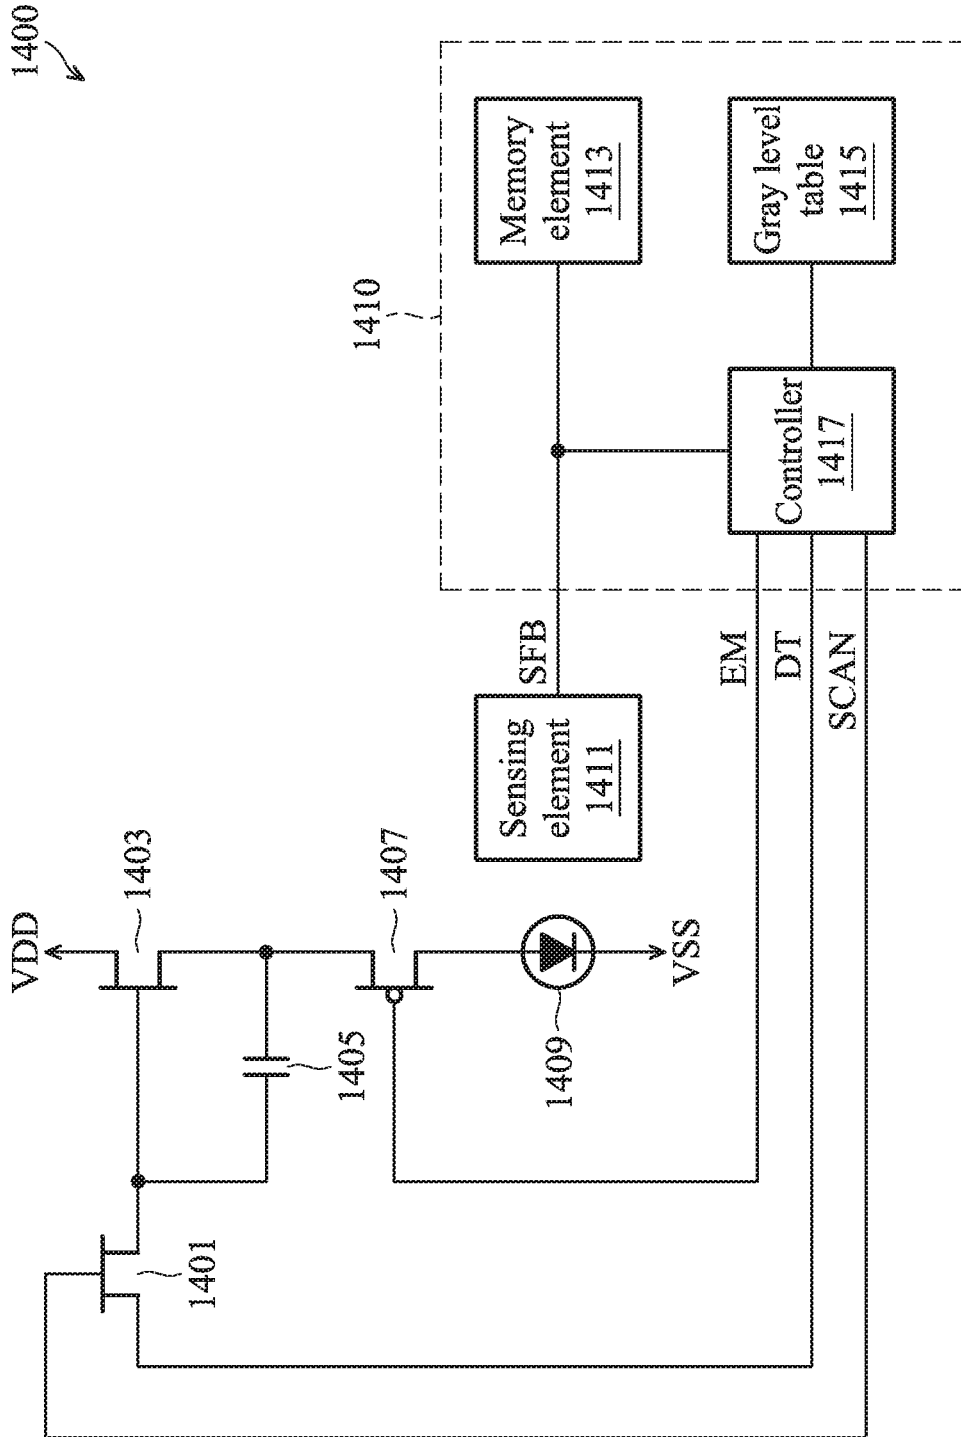 1400
VDD
1403
1401
1405
1407
1409
VSS
Sensing
element
1411
SFB
EM
DT
SCAN
1410
Memory
element
1413
Controller
1417
Gray level
table
1415